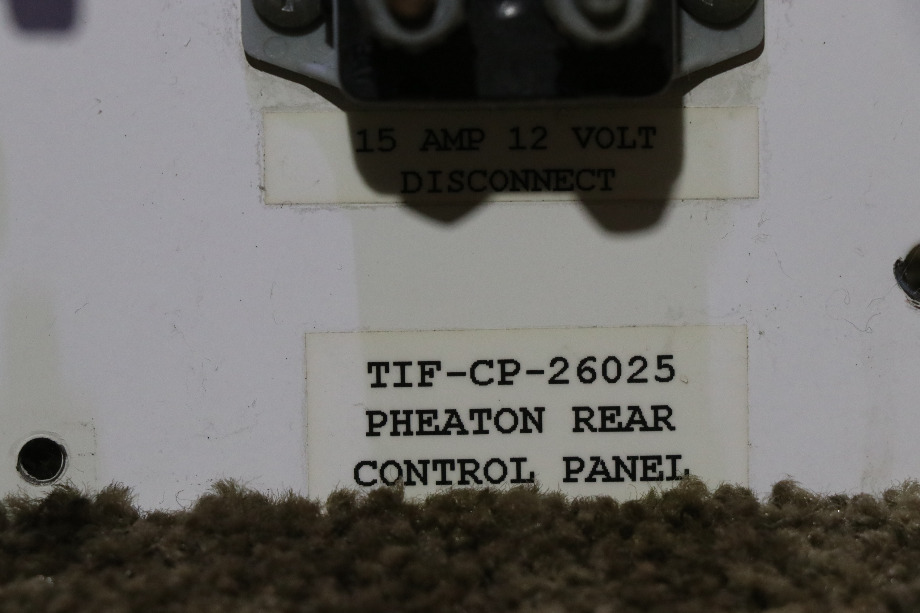 15 AMP 12 VOLT
DISCONNECT
TIF-CP-26025
PHEATON REAR
CONTROL PANEL